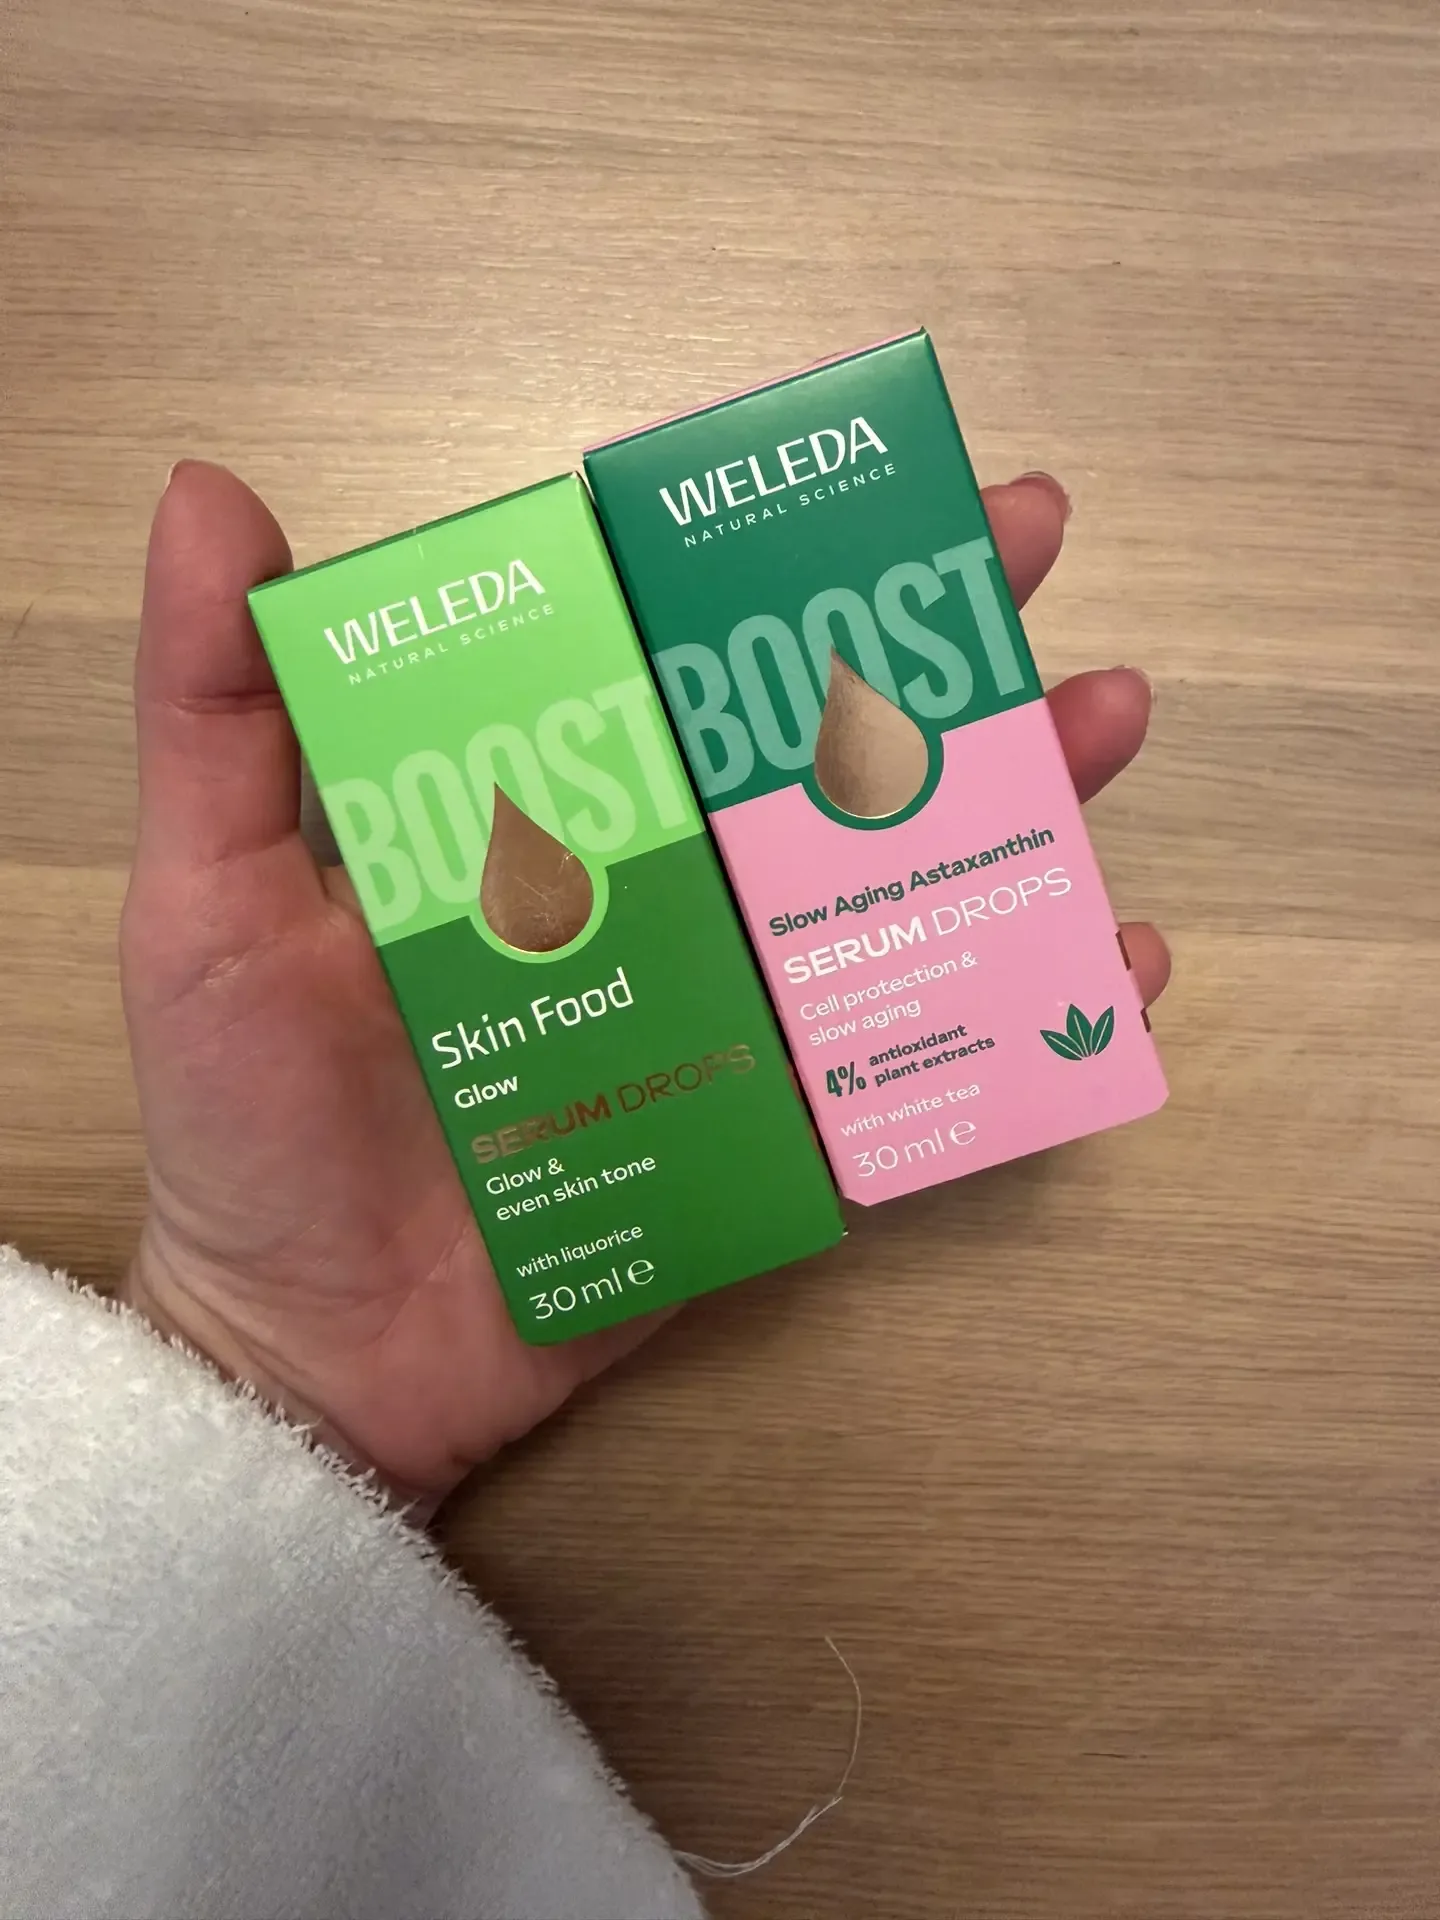 WELEDA
NATURAL SCIENCE
BOOST
Skin Food
Glow
SERUM DROPS
Glow &
even skin tone
with liquorice
30 ml e
WELEDA
NATURAL SCIENCE
BOOST
Slow Aging Astaxanthin
SERUM DROPS
Cell protection &
slow aging
4% antioxidant
plant extracts
with white tea
30 ml e